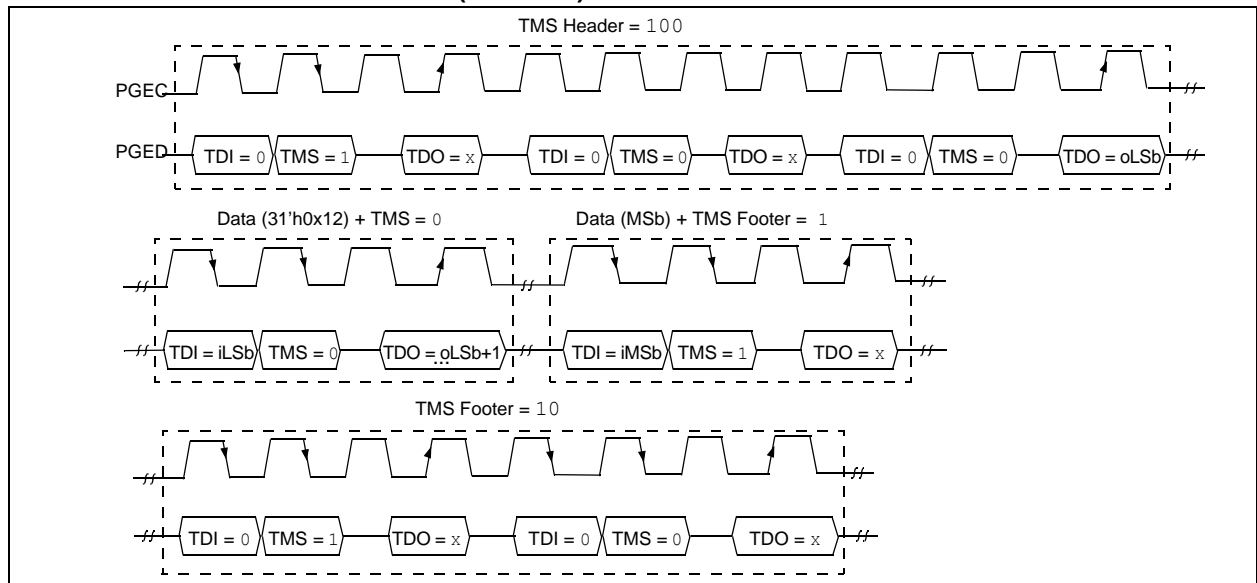 TMS Header = 100
PGEC
PGED
TDI = 0 TMS = 1 TDO = x TDI = 0 TMS = 0 TDO = x TDI = 0 TMS = 0 TDO = oLSb
Data (31'h0x12) + TMS = 0 Data (MSb) + TMS Footer = 1
TDI = iLSb TMS = 0 TDO = oLSb+1 TDI = iMSb TMS = 1 TDO = x
...
TMS Footer = 10
TDI = 0 TMS = 1 TDO = x TDI = 0 TMS = 0 TDO = x